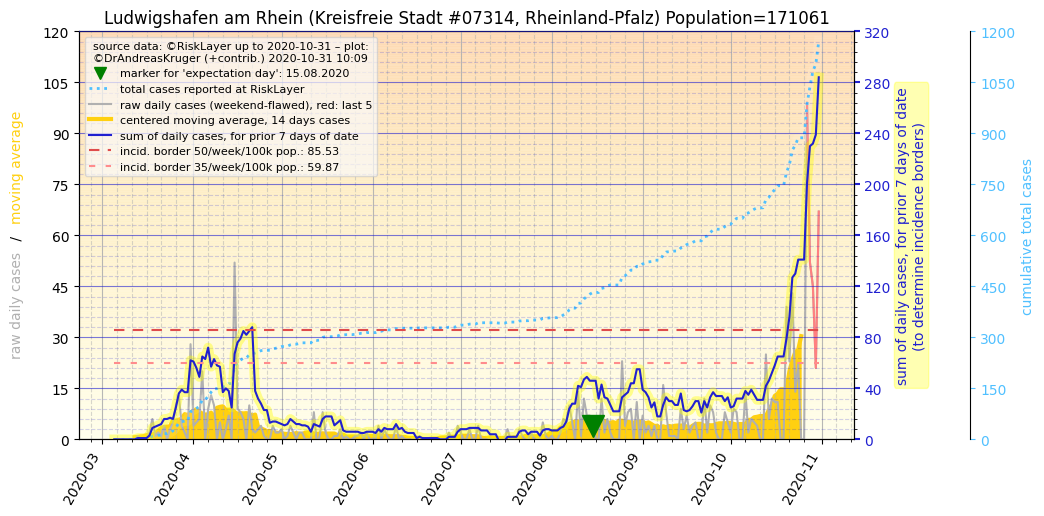 Ludwigshafen am Rhein (Kreisfreie Stadt #07314, Rheinland-Pfalz) Population=171061
source data: ©RiskLayer up to 2020-10-31 – plot:
©DrAndreasKruger (+contrib.) 2020-10-31 10:09
marker for 'expectation day': 15.08.2020
total cases reported at RiskLayer
raw daily cases (weekend-flawed), red: last 5
centered moving average, 14 days cases
sum of daily cases, for prior 7 days of date
incid. border 50/week/100k pop.: 85.53
incid. border 35/week/100k pop.: 59.87
raw daily cases / moving average
120
105
90
75
60
45
30
15
0
320
280
240
200
160
120
80
40
0
sum of daily cases, for prior 7 days of date
(to determine incidence borders)
1200
1050
900
750
600
450
300
150
0
cumulative total cases
2020-03
2020-04
2020-05
2020-06
2020-07
2020-08
2020-09
2020-10
2020-11